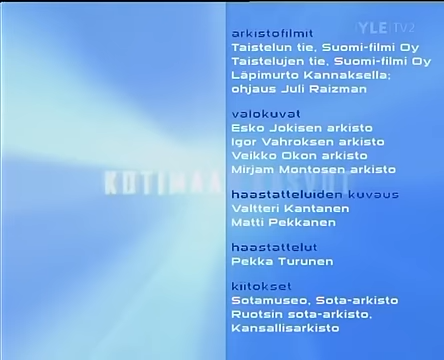 YLE TV2
arkistofilmit
Taistelun tie, Suomi-filmi Oy
Taistelujen tie, Suomi-filmi Oy
Läpimurto Kannaksella;
ohjaus Juli Raizman
valokuvat
Esko Jokisen arkisto
Igor Vahroksen arkisto
Veikko Okon arkisto
Mirjam Montosen arkisto
KOTIMAAN KASVOT
haastatteluiden kuvaus
Valtteri Kantanen
Matti Pekkanen
haastattelut
Pekka Turunen
kiitokset
Sotamuseo, Sota-arkisto
Ruotsin sota-arkisto,
Kansallisarkisto